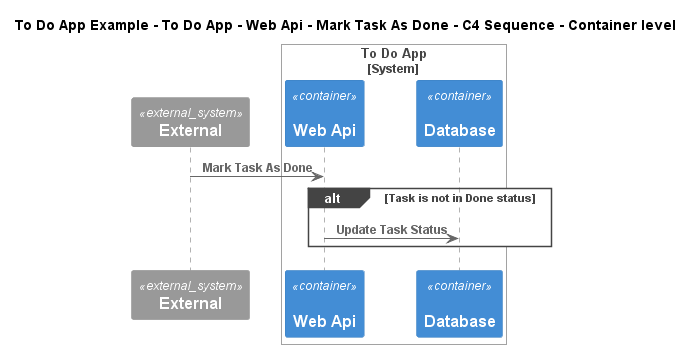 To Do App Example - To Do App - Web Api - Mark Task As Done - C4 Sequence - Container level
To Do App
[System]
«external_system»
External
«container»
Web Api
«container»
Database
Mark Task As Done
alt
[Task is not in Done status]
Update Task Status
«external_system»
External
«container»
Web Api
«container»
Database